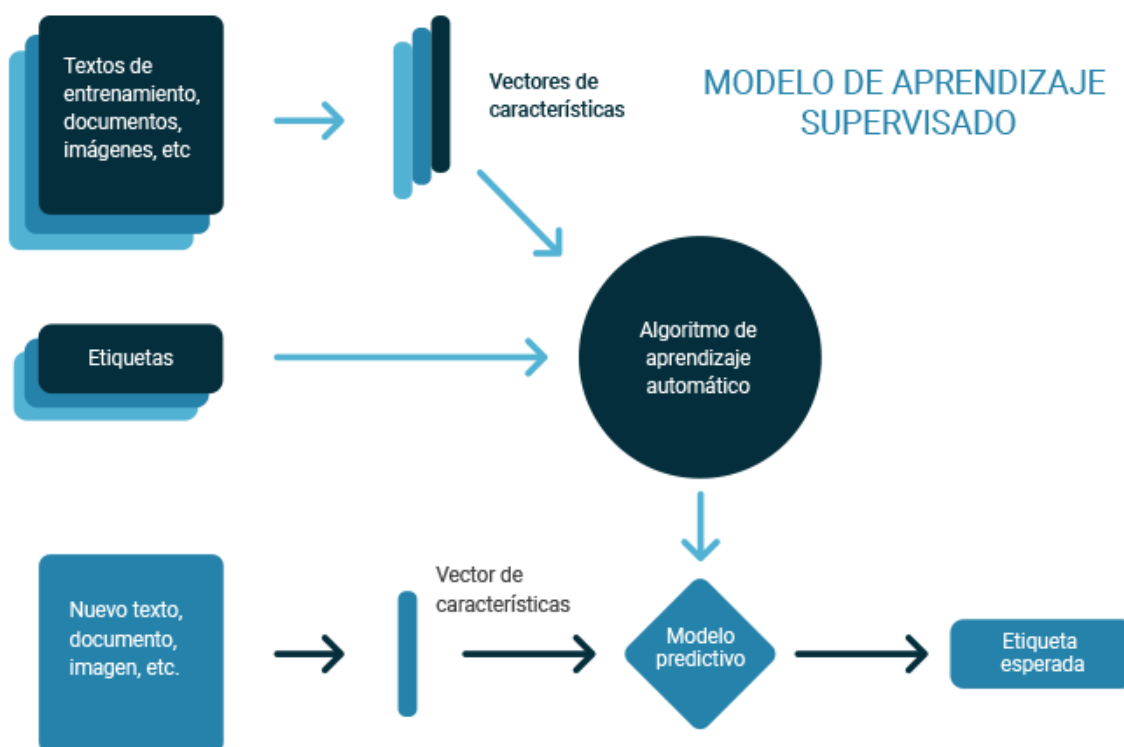 Textos de
entrenamiento,
documentos,
imágenes, etc
Vectores de
características
MODELO DE APRENDIZAJE
SUPERVISADO
Etiquetas
Algoritmo de
aprendizaje
automático
Nuevo texto,
documento,
imagen, etc.
Vector de
características
Modelo
predictivo
Etiqueta
esperada